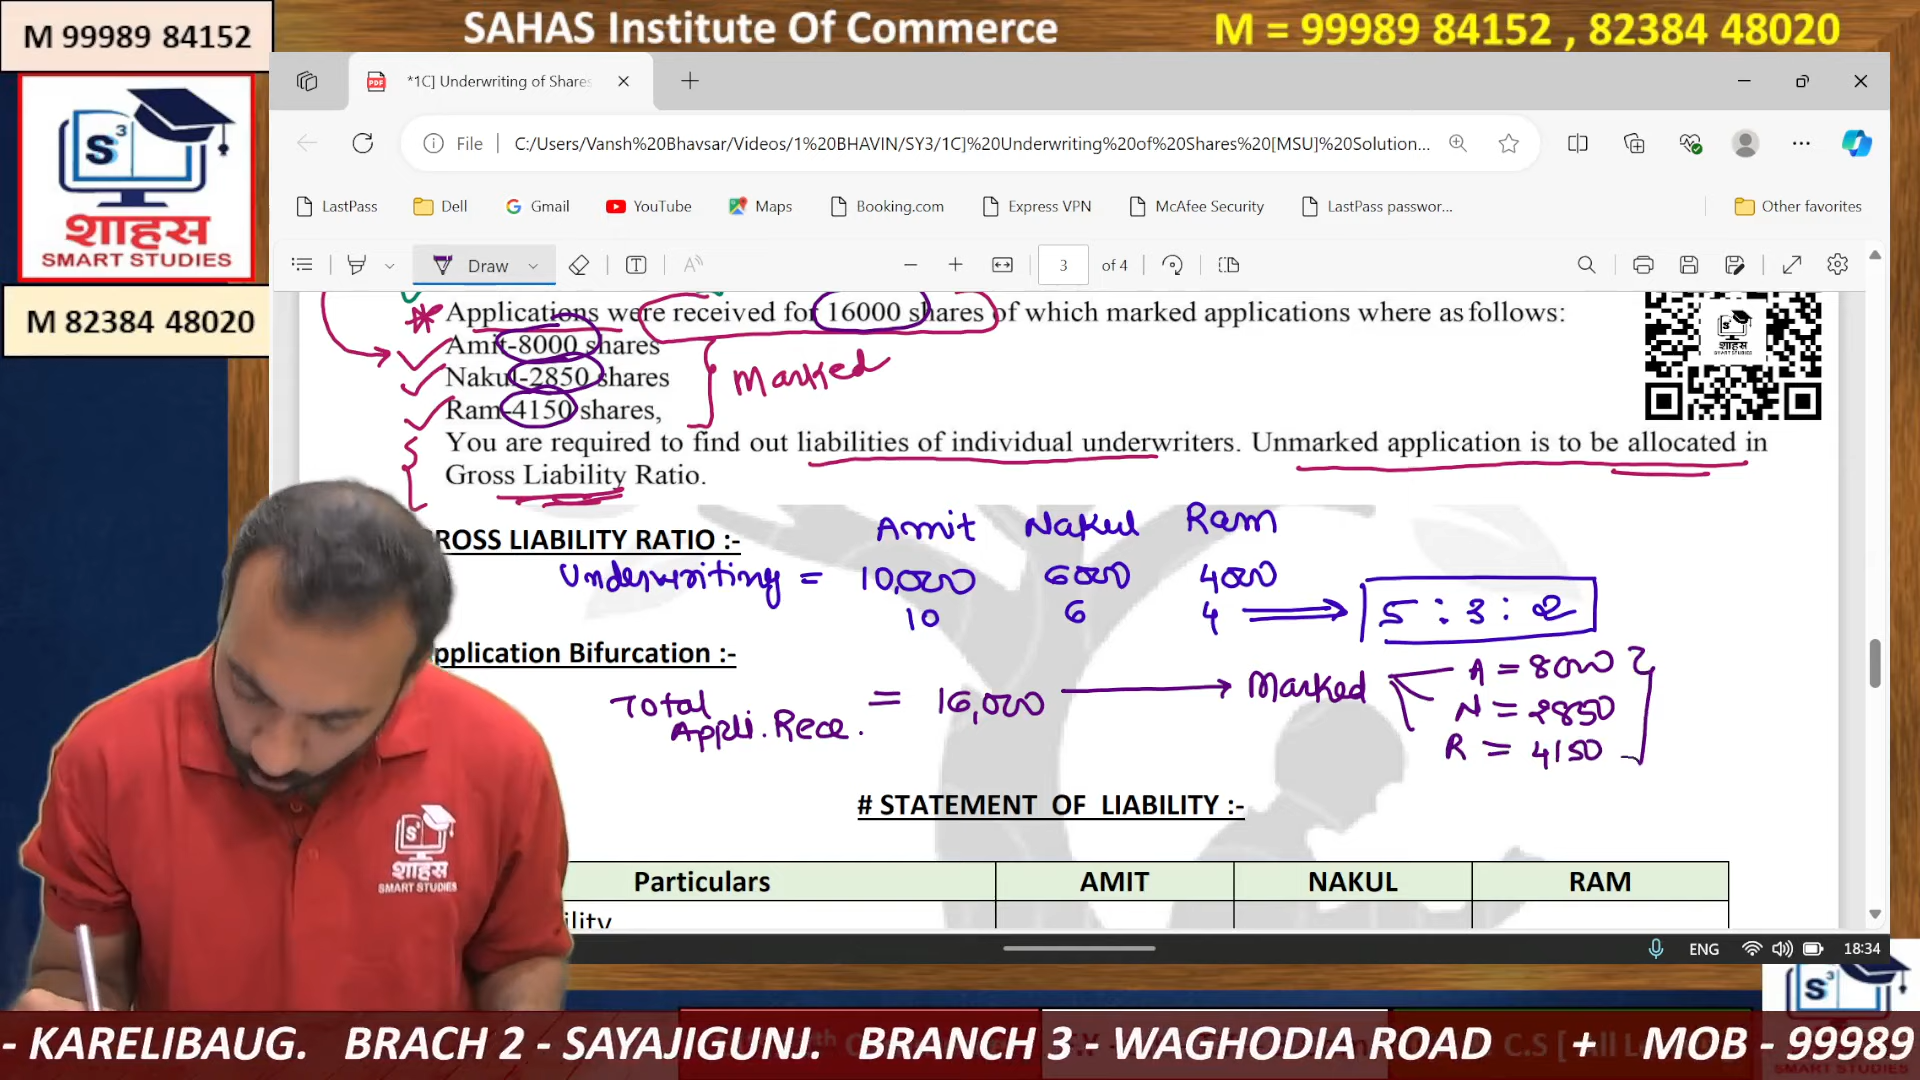 M 99989 84152
SAHAS Institute Of Commerce
M = 99989 84152 , 82384 48020
*1C] Underwriting of Shares
File
C:/Users/Vansh%20Bhavsar/Videos/1%20BHAVIN/SY3/1C]%20Underwriting%20of%20Shares%20[MSU]%20Solution...
LastPass
Dell
Gmail
YouTube
Maps
Booking.com
Express VPN
McAfee Security
LastPass passwor...
Other favorites
S3
शाहस
SMART STUDIES
M 82384 48020
Draw
3
of 4
Applications were received for 16000 shares of which marked applications where as follows:
Amit-8000 shares
Nakul-2850 shares
Ram-4150 shares,
Marked
You are required to find out liabilities of individual underwriters. Unmarked application is to be allocated in
Gross Liability Ratio.
ROSS LIABILITY RATIO :-
Amit Nakul Ram
Underwriting = 10,000 6000 4000
10 6 4
5 : 3 : 2
pplication Bifurcation :-
Total Appli. Rece. = 16,000
Marked
A = 8000
N = 2850
R = 4150
# STATEMENT OF LIABILITY :-
Particulars AMIT NAKUL RAM
ility
S3
शाहस
SMART STUDIES
ENG
18:34
- KARELIBAUG. BRACH 2 - SAYAJIGUNJ. BRANCH 3 - WAGHODIA ROAD ( + MOB - 99989